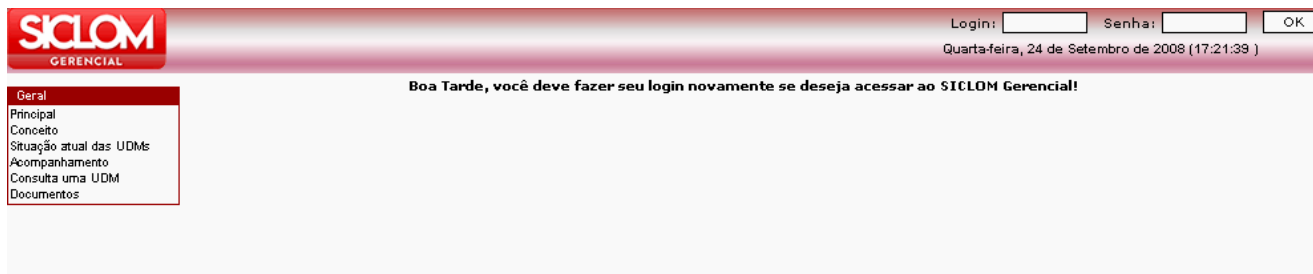 SICLOM
GERENCIAL
Login: Senha: OK
Quarta-feira, 24 de Setembro de 2008 (17:21:39 )
Boa Tarde, você deve fazer seu login novamente se deseja acessar ao SICLOM Gerencial!
Geral
Principal
Conceito
Situação atual das UDMs
Acompanhamento
Consulta uma UDM
Documentos